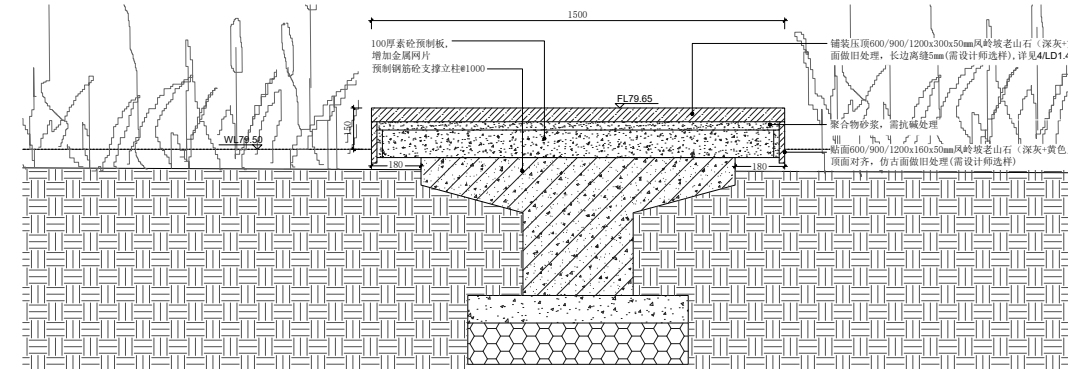 1500
100厚素砼预制板，
增加金属网片
预制钢筋砼支撑立柱@1000
铺装压顶600/900/1200x300x50mm凤岭坡老山石（深灰+
面做旧处理，长边离缝5mm(需设计师选样)，详见4/LD1.4
FL79.65
150
WL79.50
聚合物砂浆，需抗碱处理
贴面600/900/1200x160x50mm凤岭坡老山石（深灰+黄色
顶面对齐，仿古面做旧处理(需设计师选样)
180
180